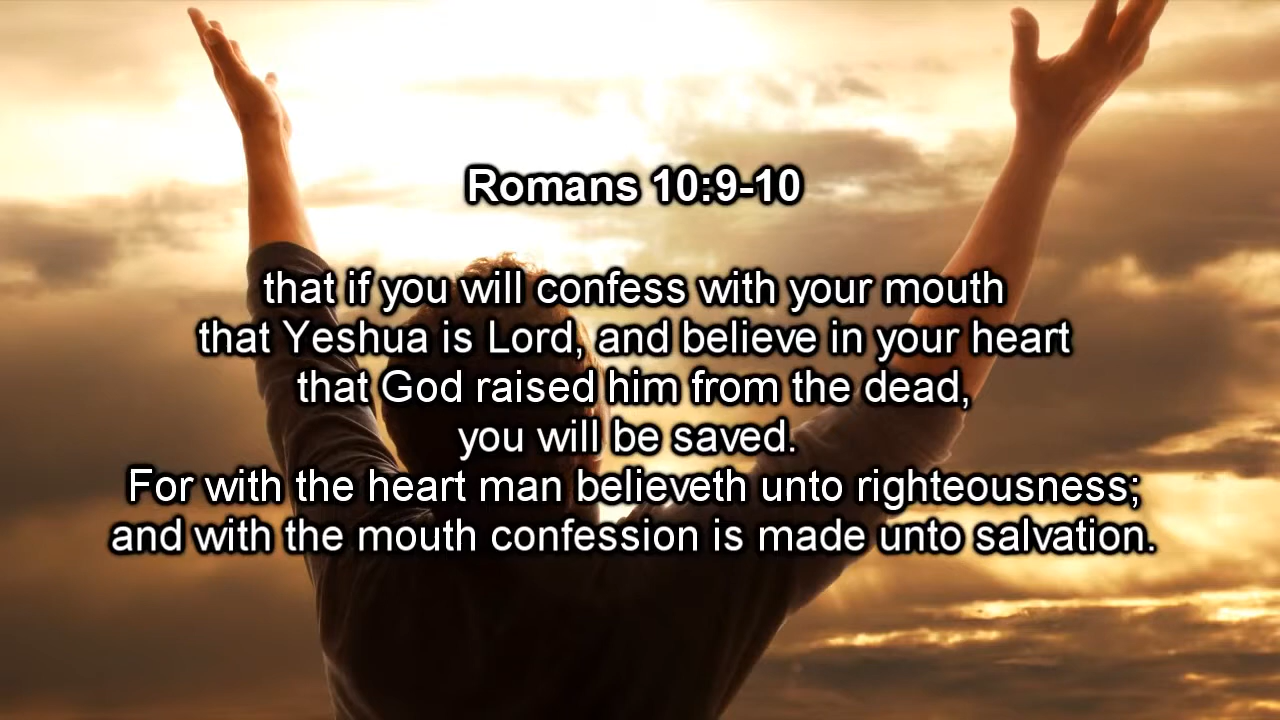 Romans 10:9-10
that if you will confess with your mouth
that Yeshua is Lord, and believe in your heart
that God raised him from the dead,
you will be saved.
For with the heart man believeth unto righteousness;
and with the mouth confession is made unto salvation.